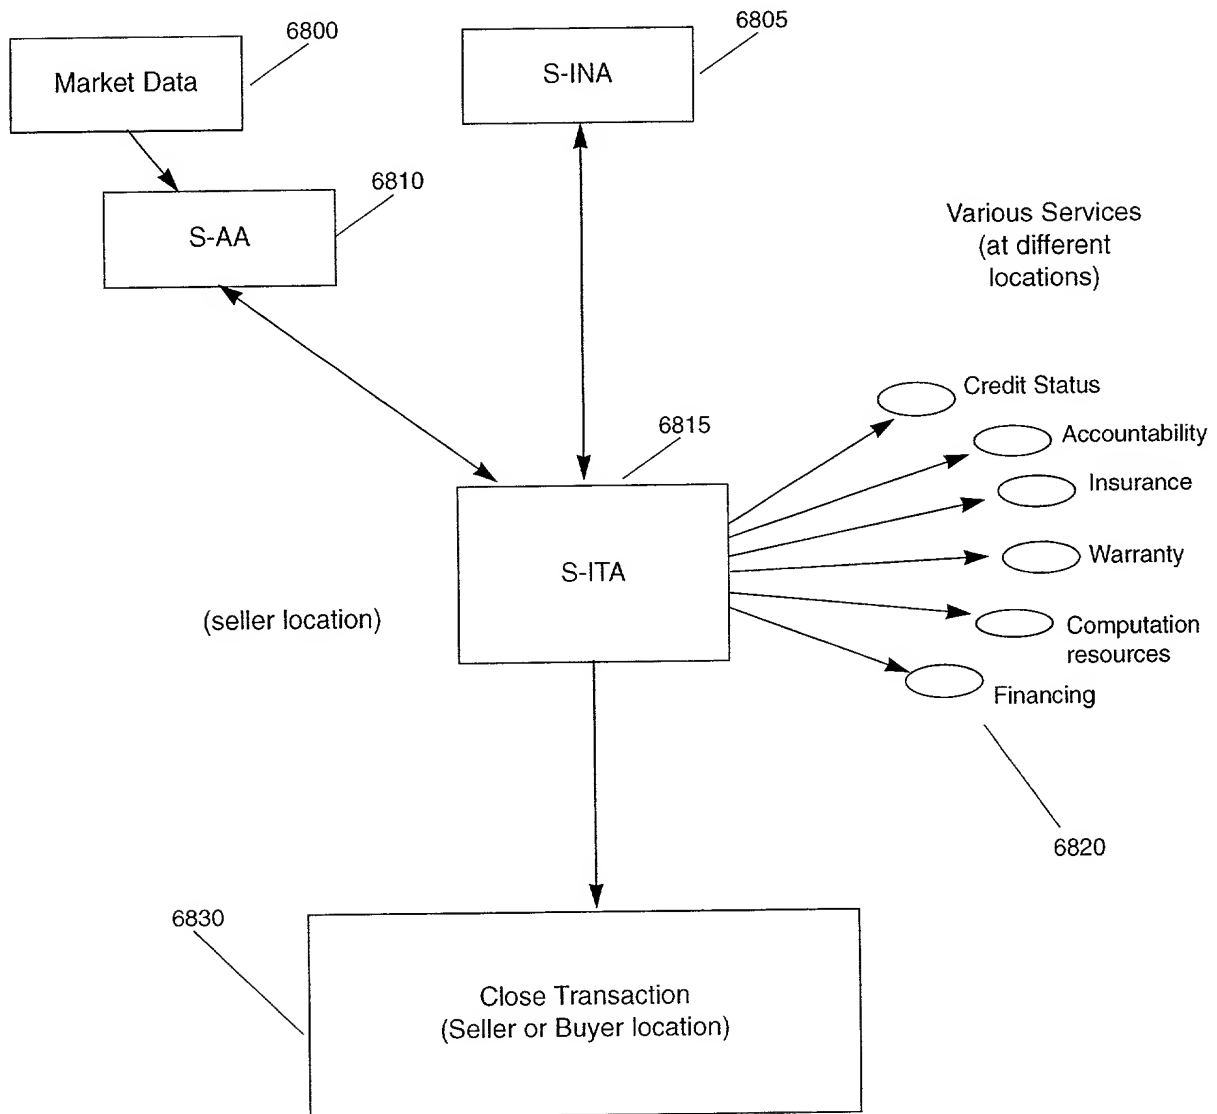 6800
6805
Market Data
S-INA
6810
S-AA
Various Services
(at different
locations)
Credit Status
6815
Accountability
Insurance
S-ITA
Warranty
(seller location)
Computation
resources
Financing
6820
6830
Close Transaction
(Seller or Buyer location)